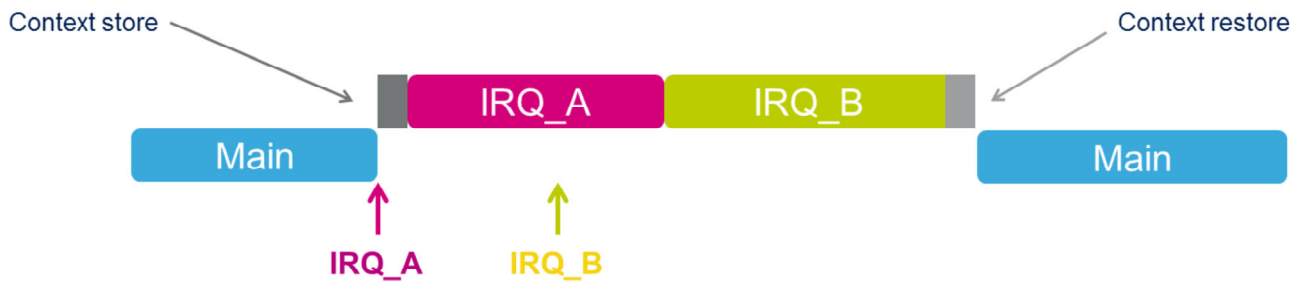 Context store
Context restore
IRQ_A
IRQ_B
Main
Main
IRQ_A
IRQ_B